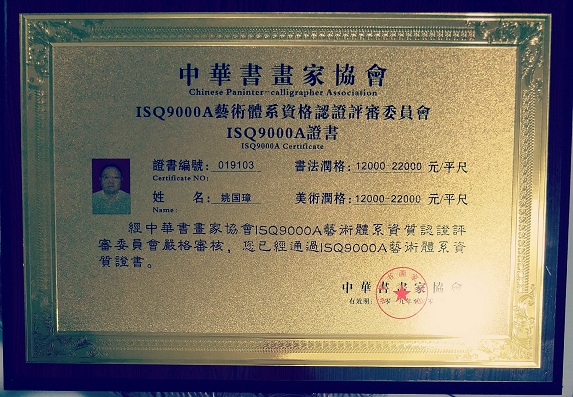 中華書畫家協會
Chinese Paninter-calligrapher Association
ISQ9000A藝術體系資格認證評審委員會
ISQ9000A證書
ISQ9000A Certificate
證書編號: 019103 書法潤格: 12000-22000 元/平尺
Certificate NO:
姓 名: 姚国璋 美術潤格: 12000-22000 元/平尺
Name:
經中華書畫家協會ISQ9000A藝術體系資質認證評
審委員會嚴格審核，您已經通過ISQ9000A藝術體系資
質證書。
中華書畫家協會
有效期: